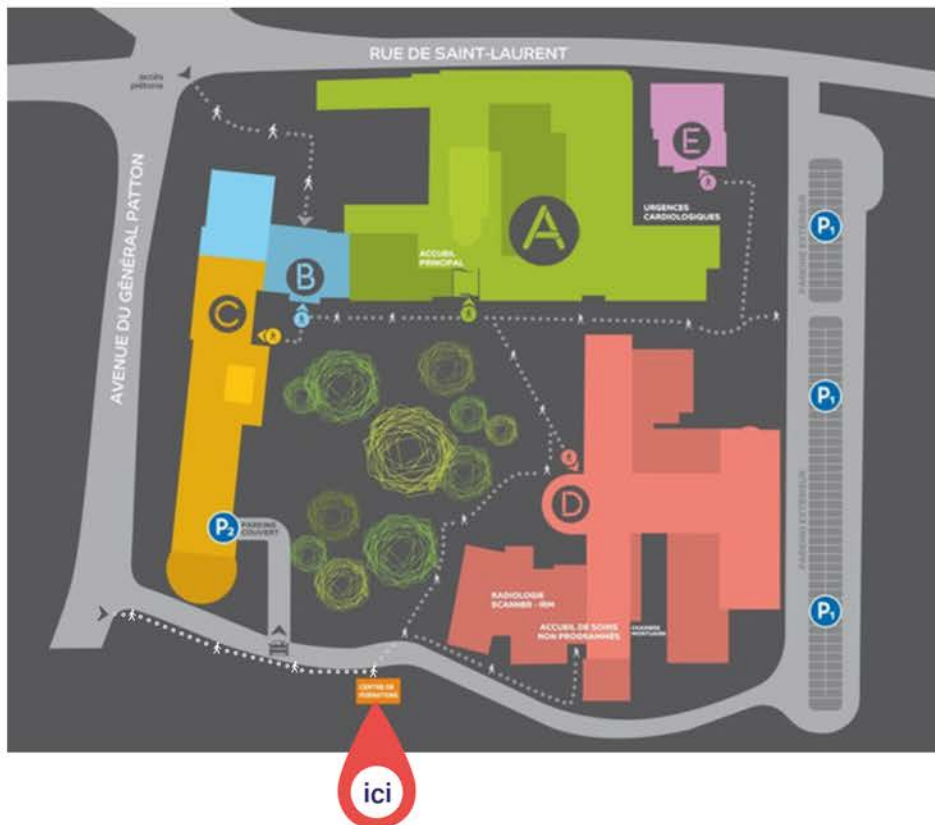 RUE DE SAINT-LAURENT
accès
piétons
AVENUE DU GÉNÉRAL PATTON
E
URGENCES
CARDIOLOGIQUES
A
ACCUEIL
PRINCIPAL
B
C
P1
PARKING EXTÉRIEUR
P1
D
P2
PARKING
COUVERT
PARKING EXTÉRIEUR
RADIOLOGIE
SCANNER - IRM
ACCUEIL DE SOINS
NON PROGRAMMÉS
CHAMBRE
MORTUAIRE
P1
CENTRE DE
ici